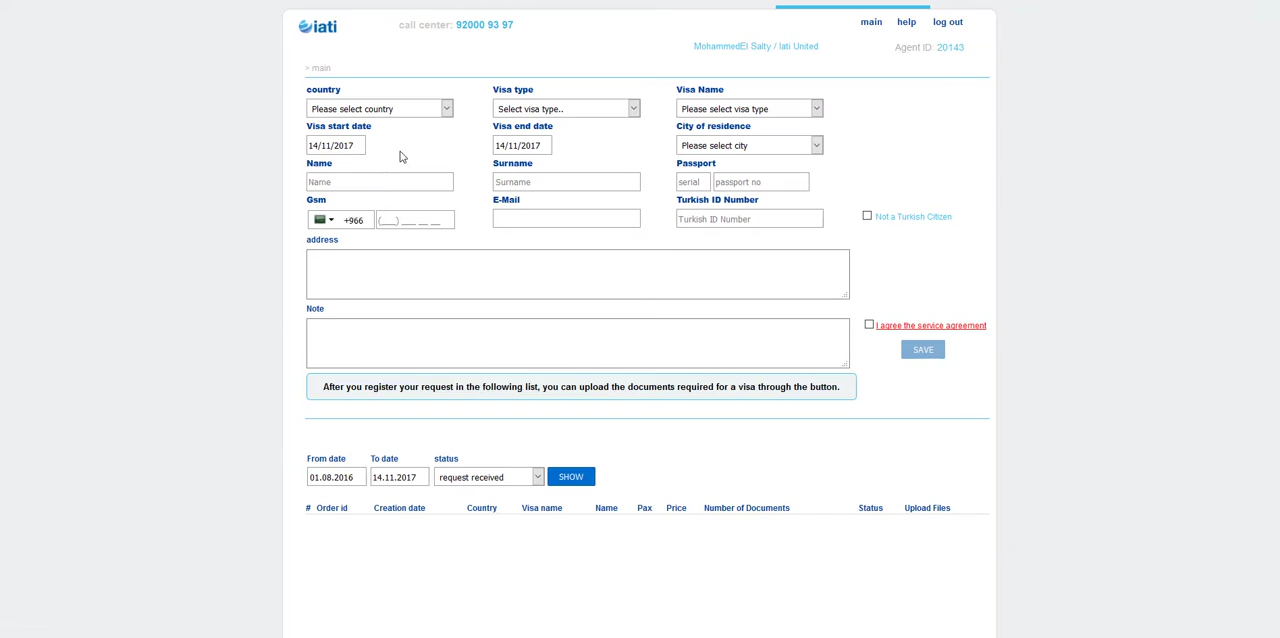 iati
call center: 92000 93 97
main help log out
MohammedEl Salty / Iati United
Agent ID: 20143
> main
country Visa type Visa Name
Please select country Select visa type.. Please select visa type
Visa start date Visa end date City of residence
14/11/2017 14/11/2017 Please select city
Name Surname Passport
Name Surname serial passport no
Gsm E-Mail Turkish ID Number
+966 (___) ___ __ __ Turkish ID Number Not a Turkish Citizen
address
Note
I agree the service agreement
SAVE
After you register your request in the following list, you can upload the documents required for a visa through the button.
From date To date status
01.08.2016 14.11.2017 request received SHOW
# Order id Creation date Country Visa name Name Pax Price Number of Documents Status Upload Files